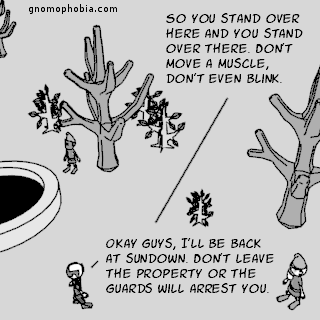 gnomophobia.com
SO YOU STAND OVER
HERE AND YOU STAND
OVER THERE. DON'T
MOVE A MUSCLE,
DON'T EVEN BLINK.
OKAY GUYS, I'LL BE BACK
AT SUNDOWN. DON'T LEAVE
THE PROPERTY OR THE
GUARDS WILL ARREST YOU.